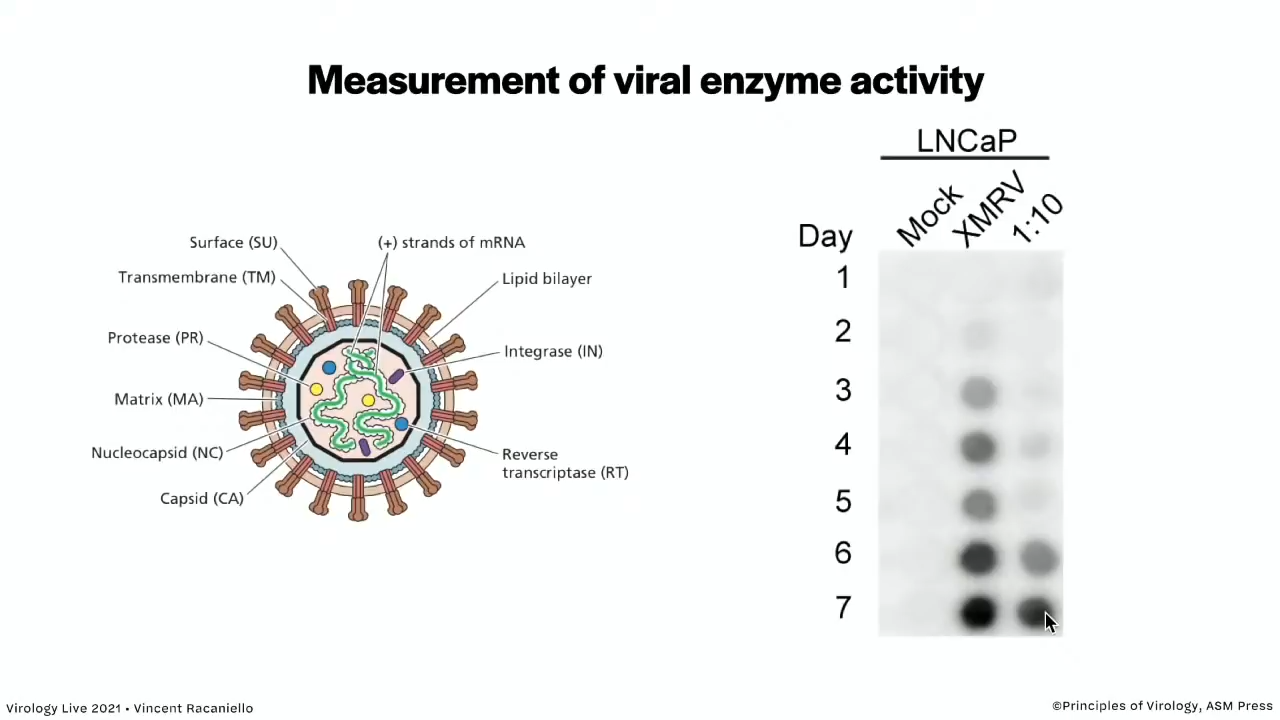 Measurement of viral enzyme activity
LNCaP
Mock XMRV 1:10
Day
1
2
3
4
5
6
7
Surface (SU)
(+) strands of mRNA
Transmembrane (TM)
Lipid bilayer
Protease (PR)
Integrase (IN)
Matrix (MA)
Nucleocapsid (NC)
Reverse
transcriptase (RT)
Capsid (CA)
Virology Live 2021 • Vincent Racaniello
©Principles of Virology, ASM Press